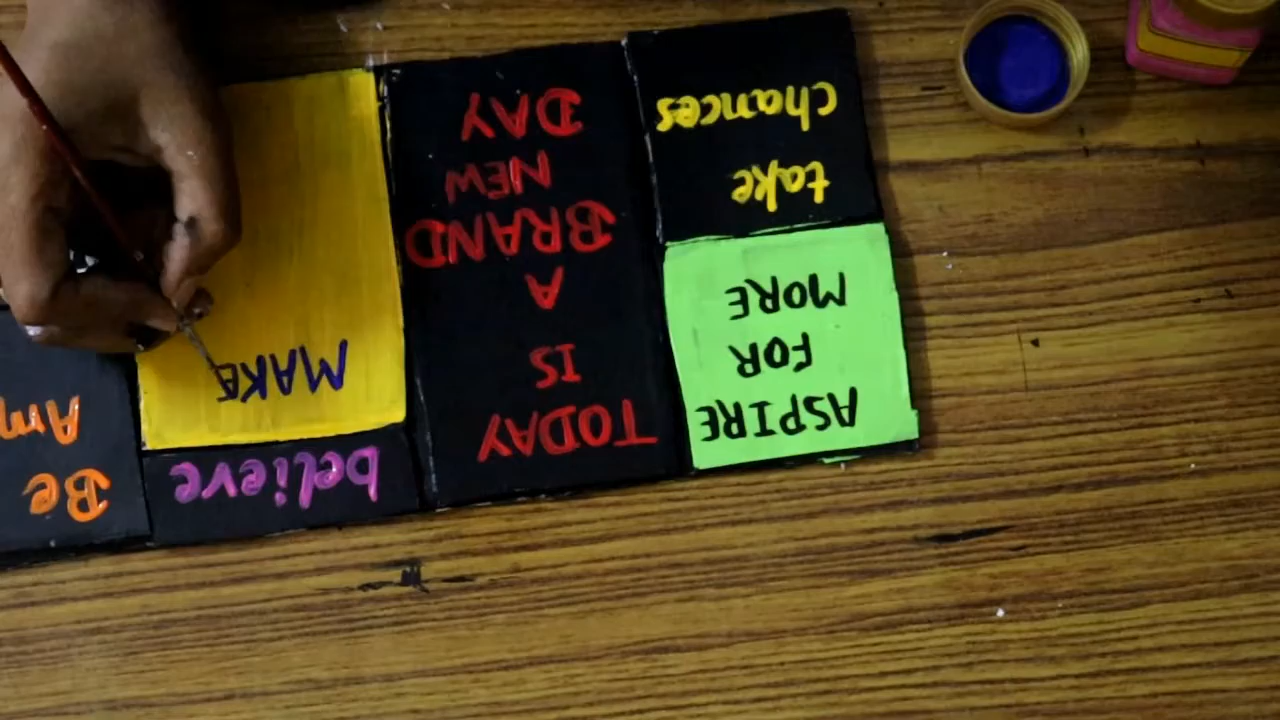 ASPIRE
FOR
MORE
take
chances
TODAY
IS
A
BRAND
NEW
DAY
believe
MAKE
Be
Am